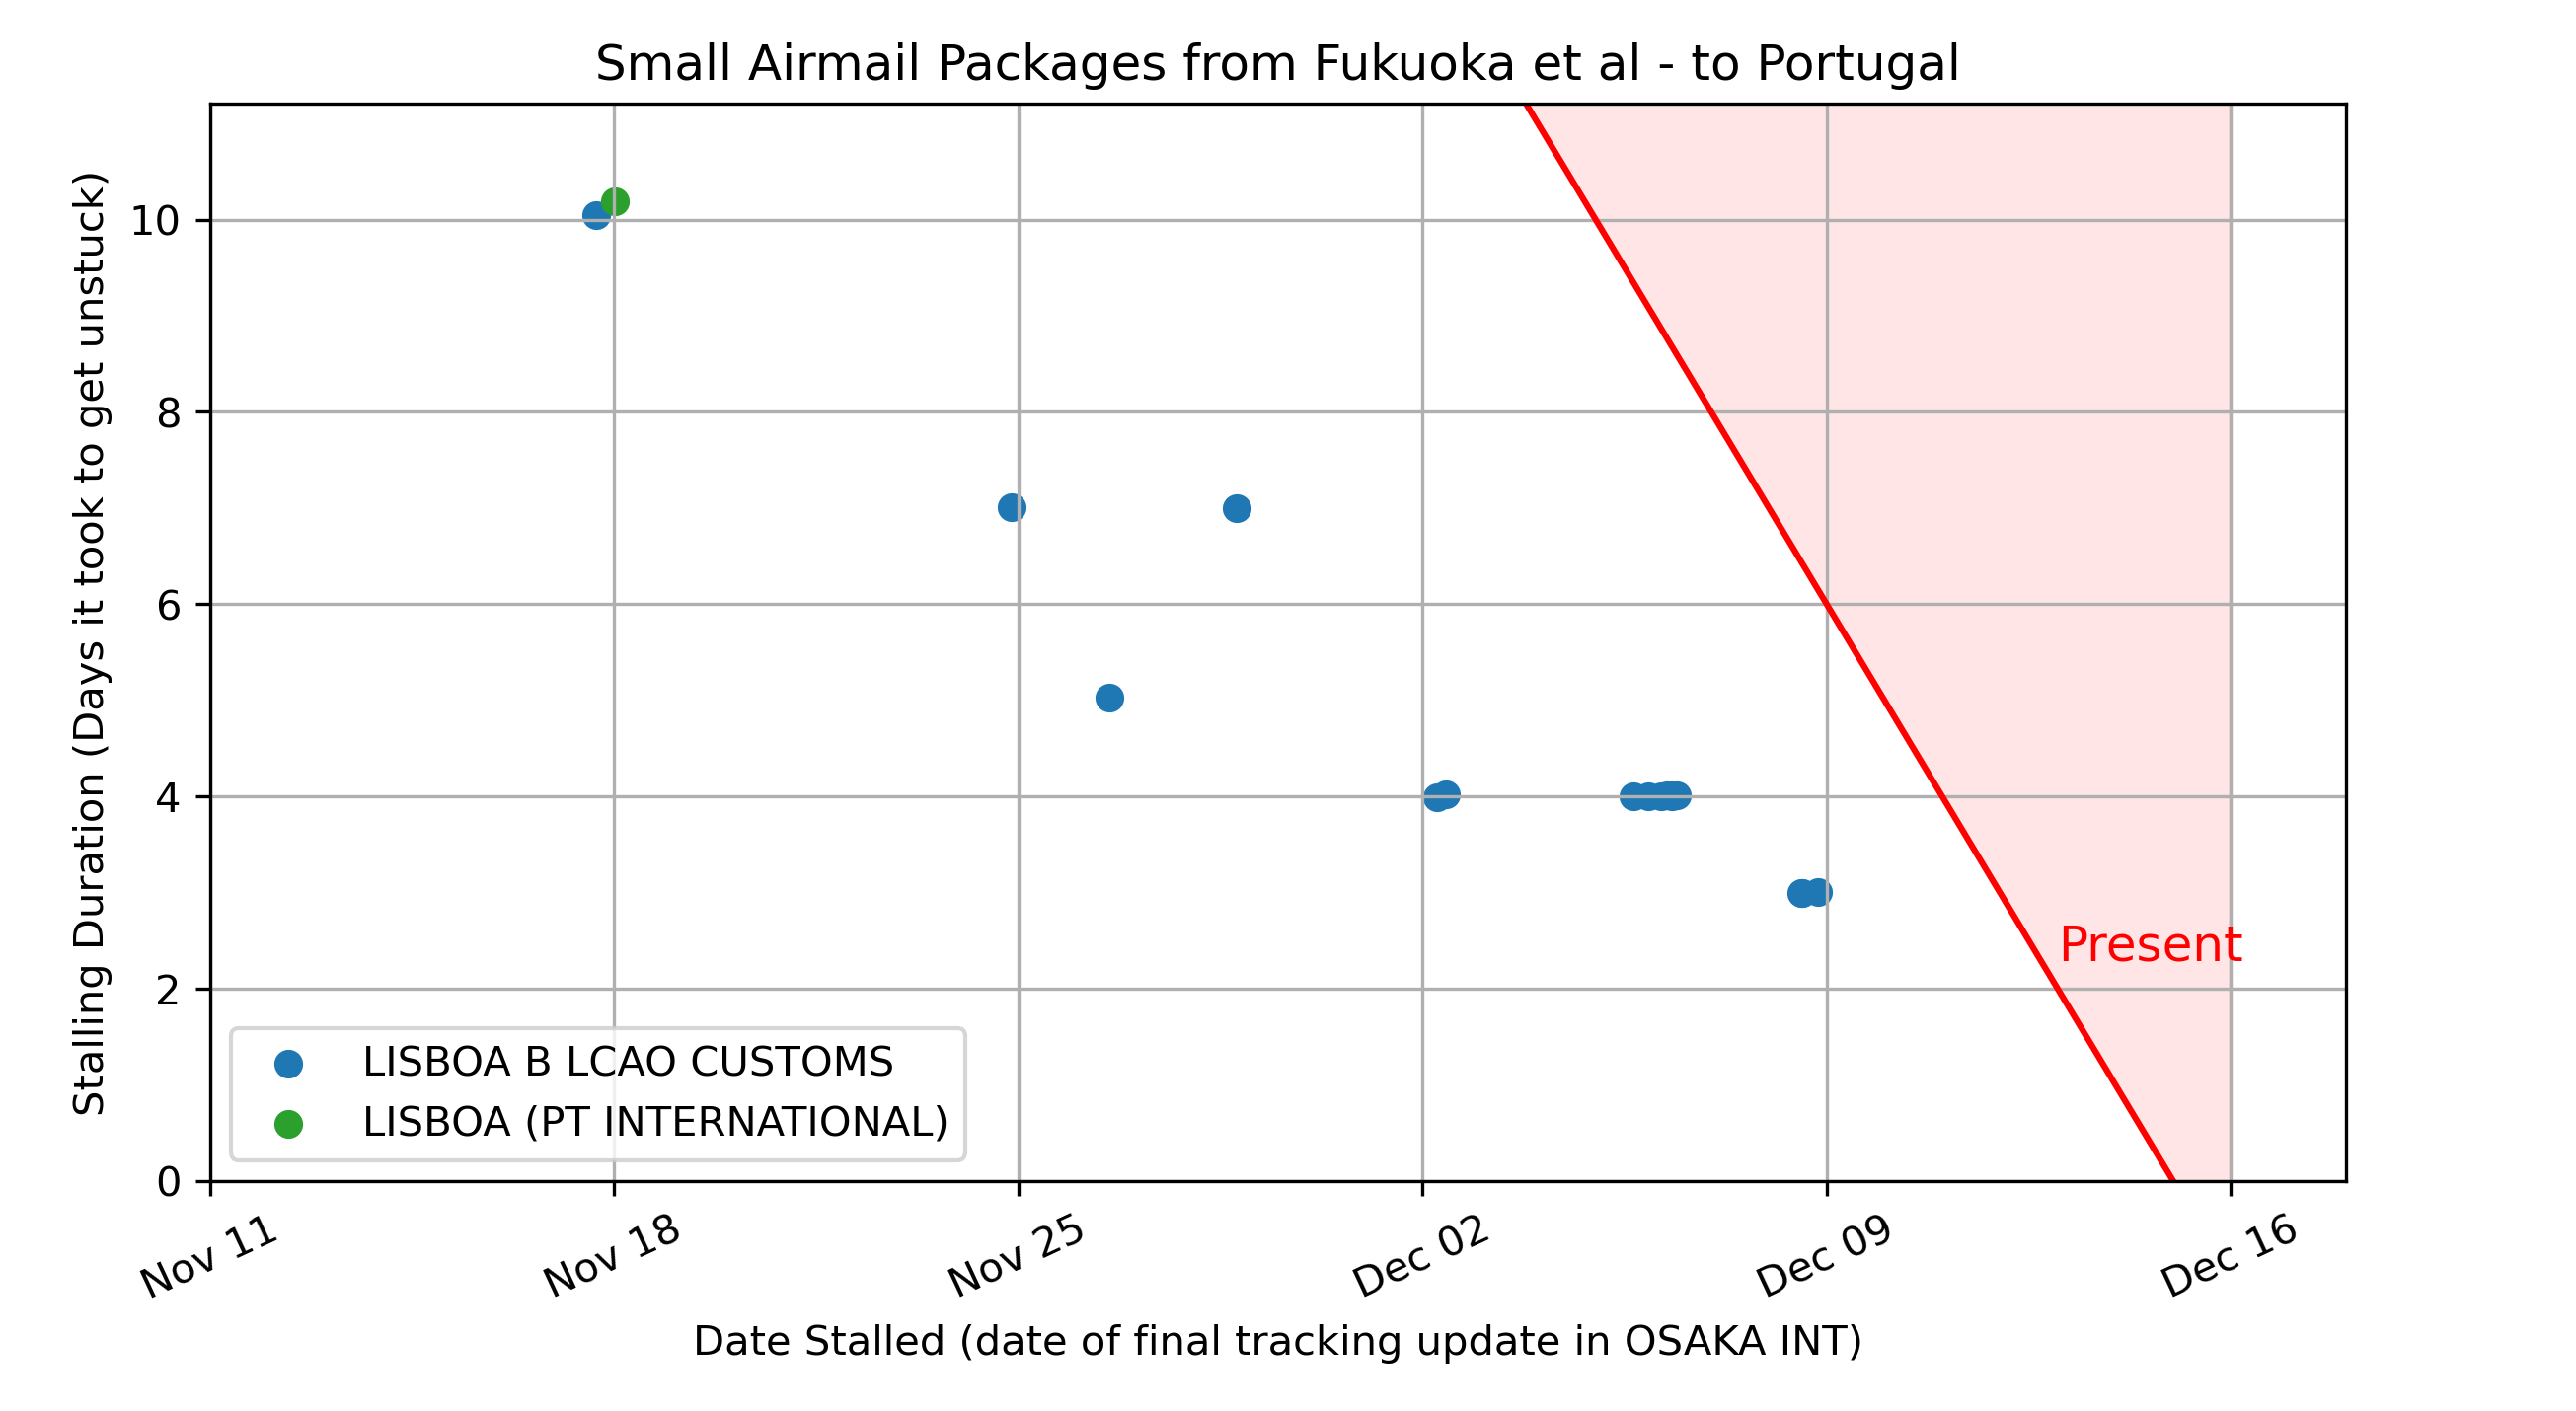 Small Airmail Packages from Fukuoka et al - to Portugal
Stalling Duration (Days it took to get unstuck)
10
8
6
4
2
0
Present
LISBOA B LCAO CUSTOMS
LISBOA (PT INTERNATIONAL)
Nov 11
Nov 18
Nov 25
Dec 02
Dec 09
Dec 16
Date Stalled (date of final tracking update in OSAKA INT)